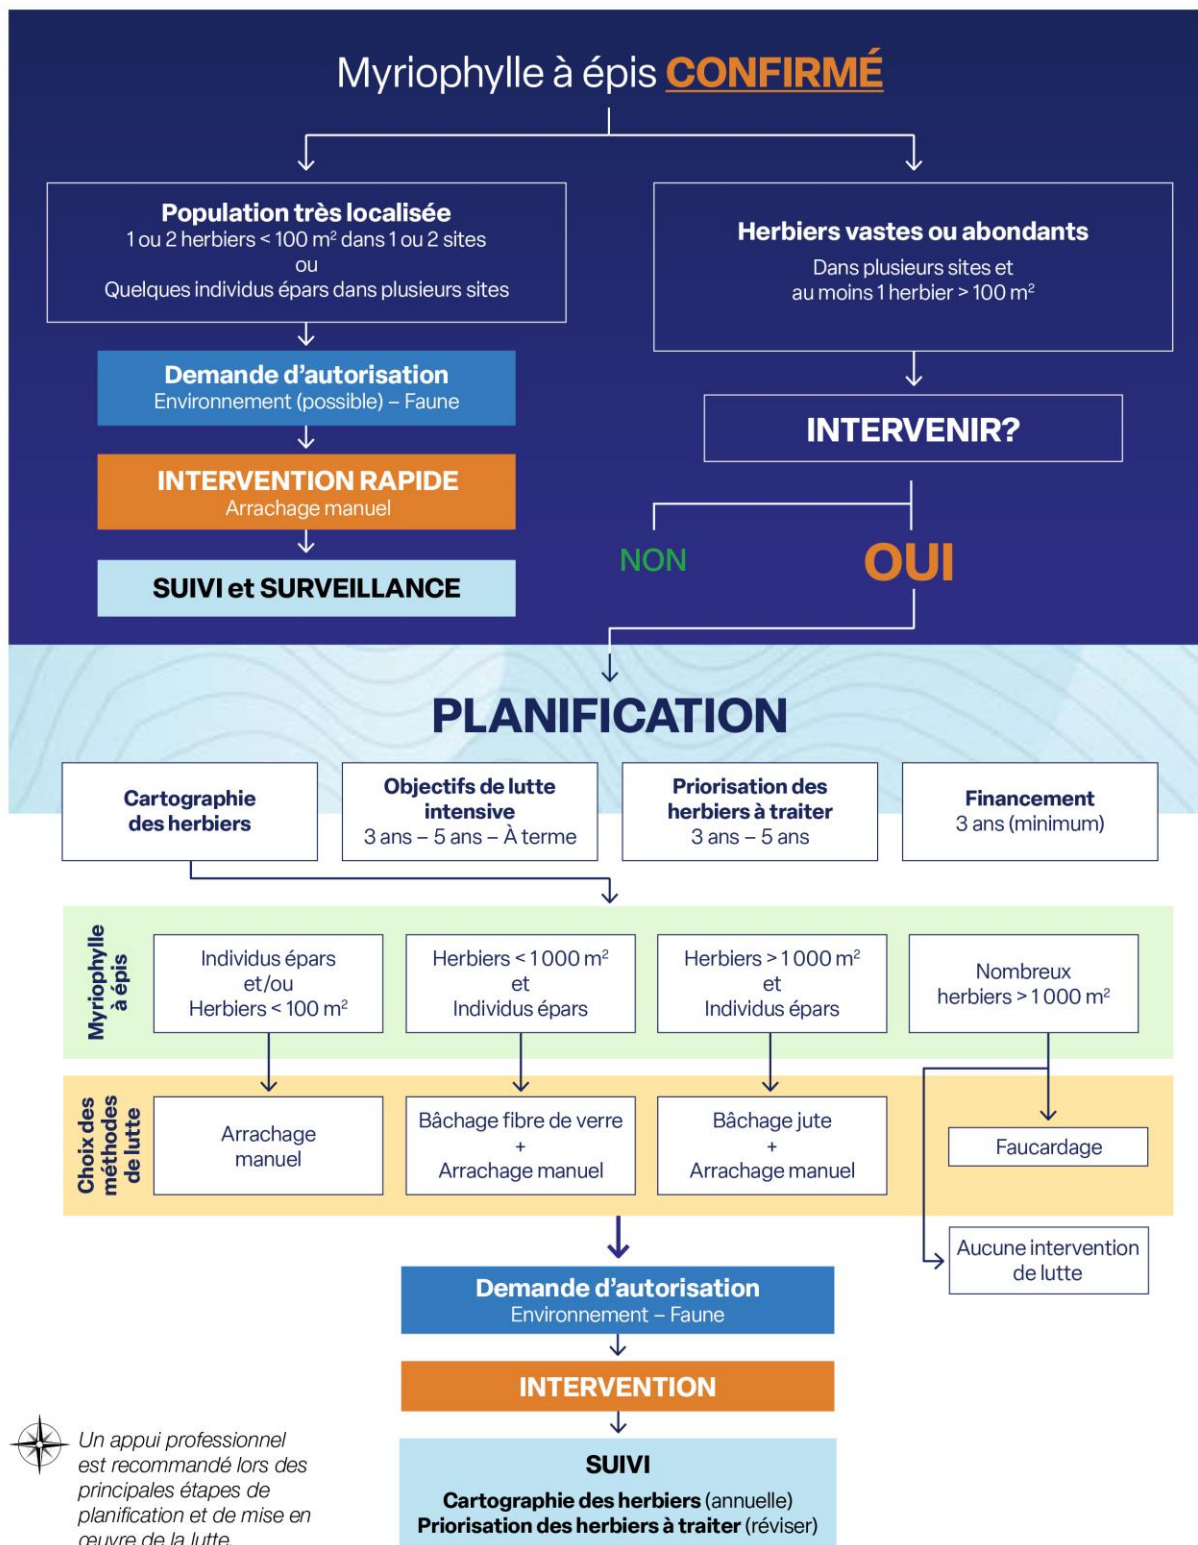 Myriophylle à épis CONFIRMÉ
Population très localisée
1 ou 2 herbiers < 100 m² dans 1 ou 2 sites
ou
Quelques individus épars dans plusieurs sites
Demande d’autorisation
Environnement (possible) – Faune
INTERVENTION RAPIDE
Arrachage manuel
SUIVI et SURVEILLANCE
Herbiers vastes ou abondants
Dans plusieurs sites et
au moins 1 herbier > 100 m²
INTERVENIR?
NON
OUI
PLANIFICATION
Cartographie
des herbiers
Objectifs de lutte
intensive
3 ans – 5 ans – À terme
Priorisation des
herbiers à traiter
3 ans – 5 ans
Financement
3 ans (minimum)
Myriophylle
à épis
Individus épars
et/ou
Herbiers < 100 m²
Herbiers < 1 000 m²
et
Individus épars
Herbiers > 1 000 m²
et
Individus épars
Nombreux
herbiers > 1 000 m²
Choix des
méthodes
de lutte
Arrachage
manuel
Bâchage fibre de verre
+
Arrachage manuel
Bâchage jute
+
Arrachage manuel
Faucardage
Aucune intervention
de lutte
Demande d’autorisation
Environnement – Faune
INTERVENTION
SUIVI
Cartographie des herbiers (annuelle)
Priorisation des herbiers à traiter (réviser)
Un appui professionnel
est recommandé lors des
principales étapes de
planification et de mise en
œuvre de la lutte.